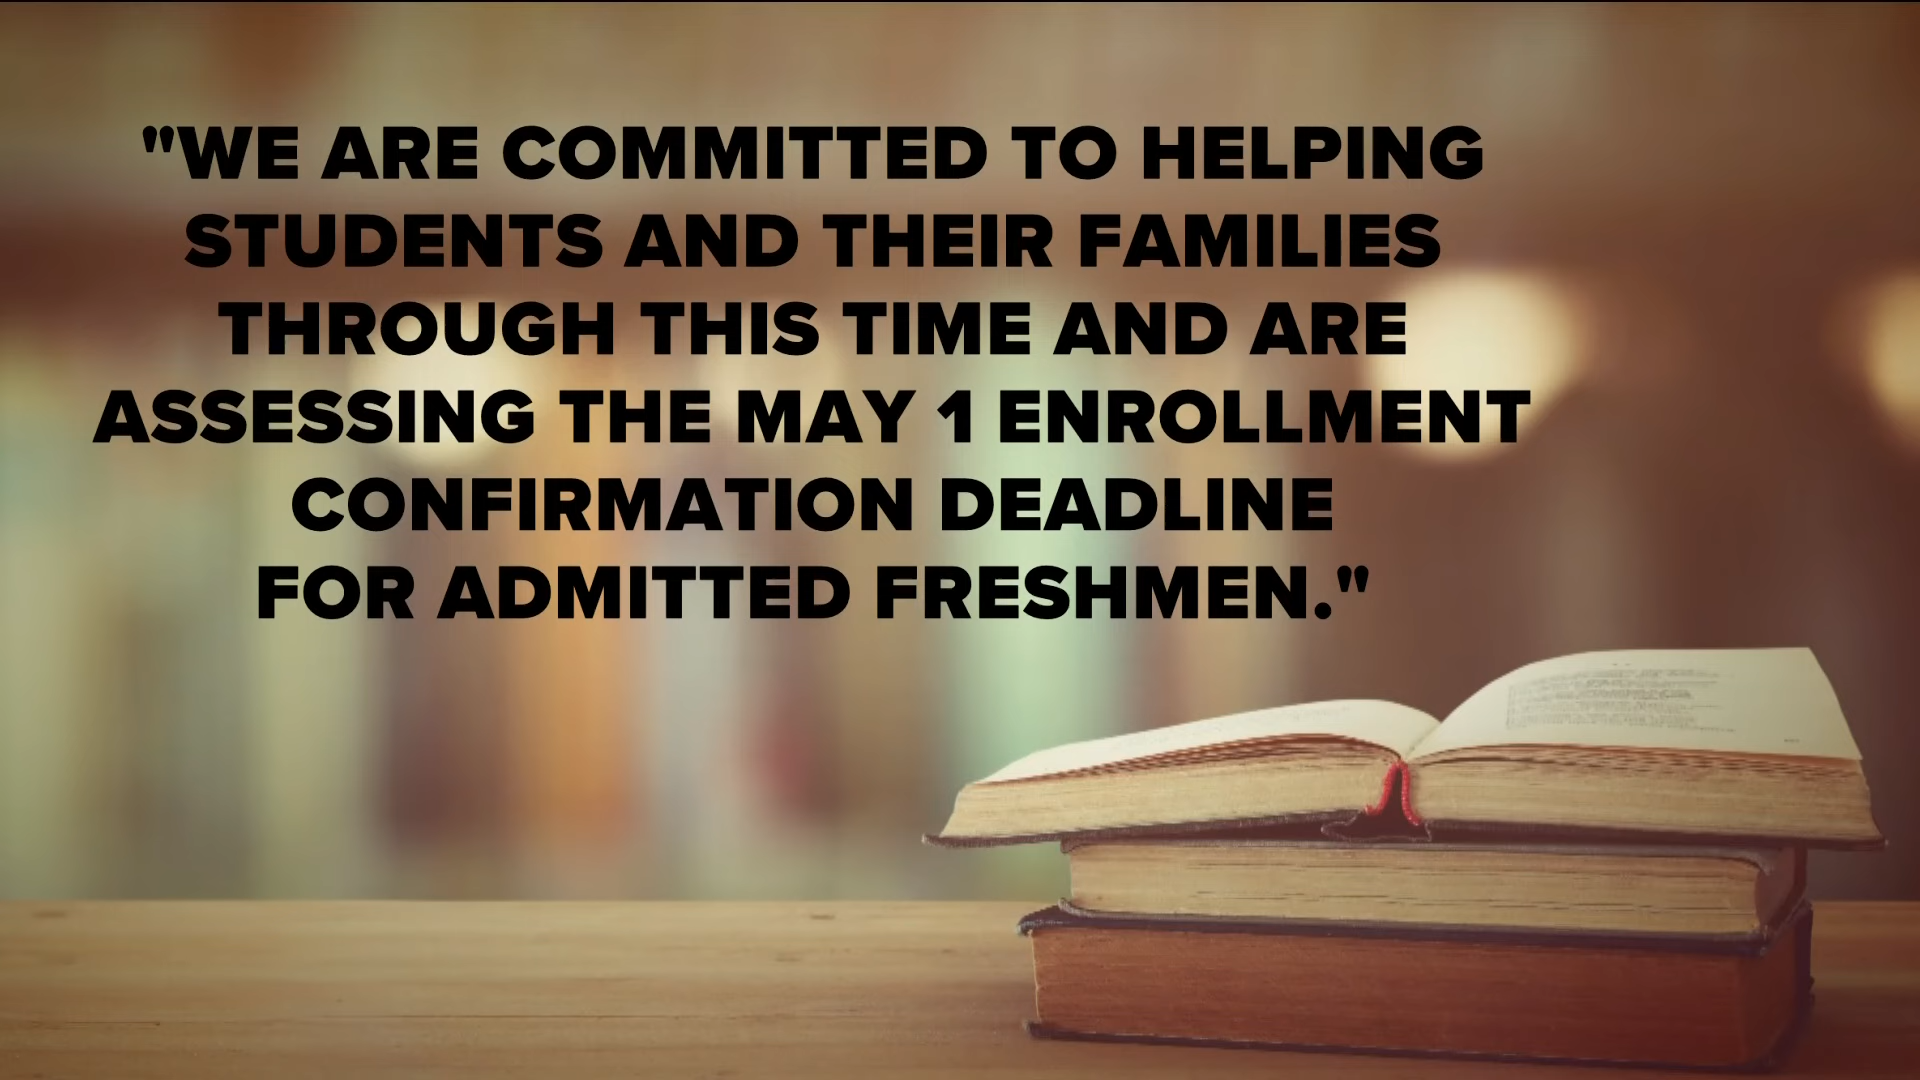 "WE ARE COMMITTED TO HELPING
STUDENTS AND THEIR FAMILIES
THROUGH THIS TIME AND ARE
ASSESSING THE MAY 1 ENROLLMENT
CONFIRMATION DEADLINE
FOR ADMITTED FRESHMEN."